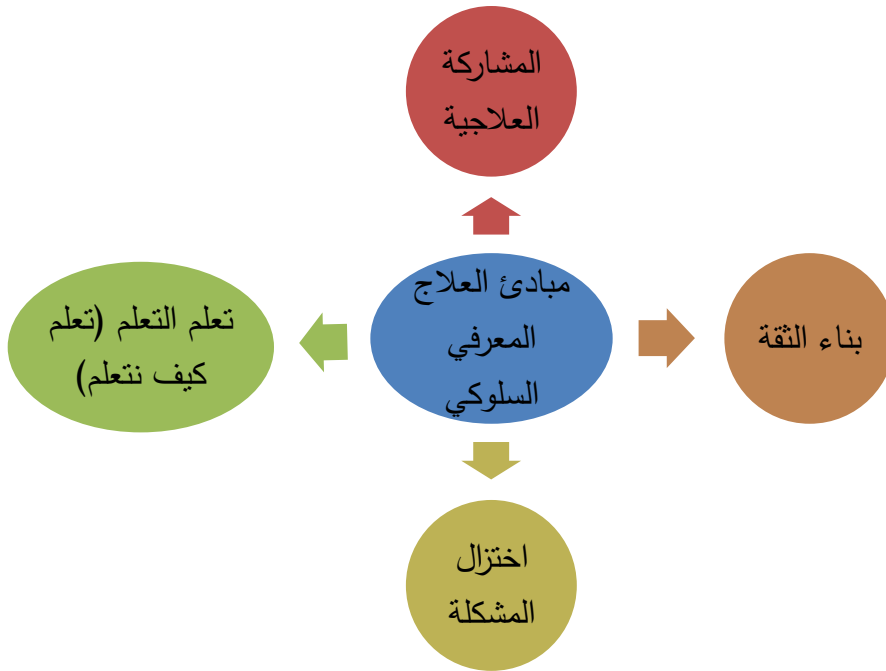 المشاركة
العلاجية
مبادئ العلاج
المعرفي
السلوكي
بناء الثقة
تعلم التعلم (تعلم
كيف نتعلم)
اختزال
المشكلة